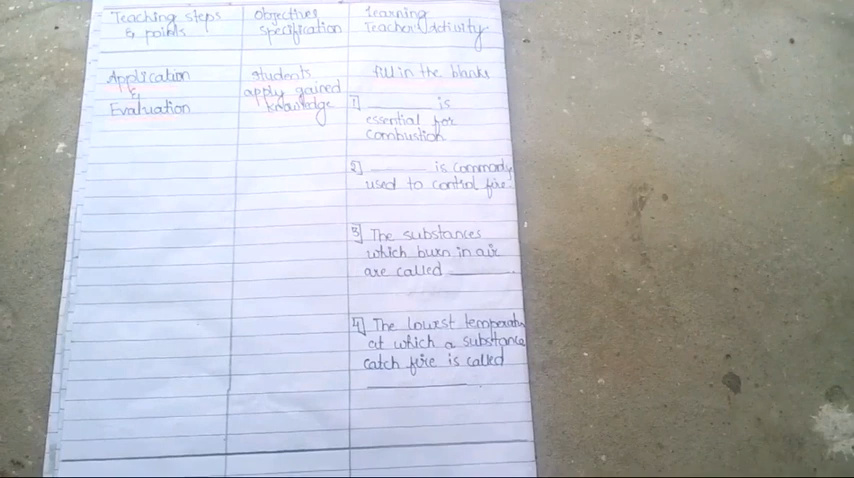 Teaching steps & points
Objectives specification
Learning Teacher's Activity
Application
&
Evaluation
students
apply gained
knowledge
fill in the blanks
1] ______ is
essential for
combustion
2] ______ is commonly
used to control fire.
3] The substances
which burn in air
are called ______.
4] The lowest temperatu
at which a substance
catch fire is called
______